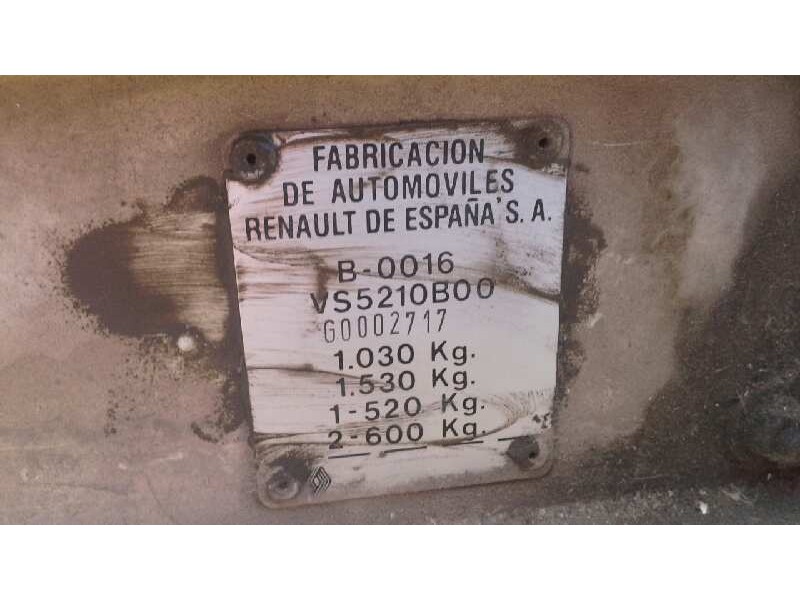 FABRICACION
DE AUTOMOVILES
RENAULT DE ESPAÑA S. A.
B-0016
VS5210B00
G0002717
1.030 Kg.
1.530 Kg.
1-520 Kg.
2-600 Kg.